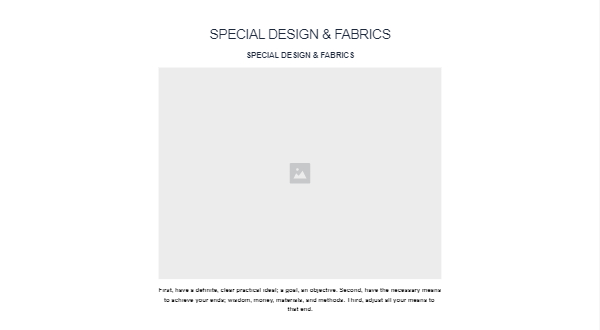 SPECIAL DESIGN & FABRICS
SPECIAL DESIGN & FABRICS
First, have a definite, clear practical ideal; a goal, an objective. Second, have the necessary means
to achieve your ends; wisdom, money, materials, and methods. Third, adjust all your means to
that end.